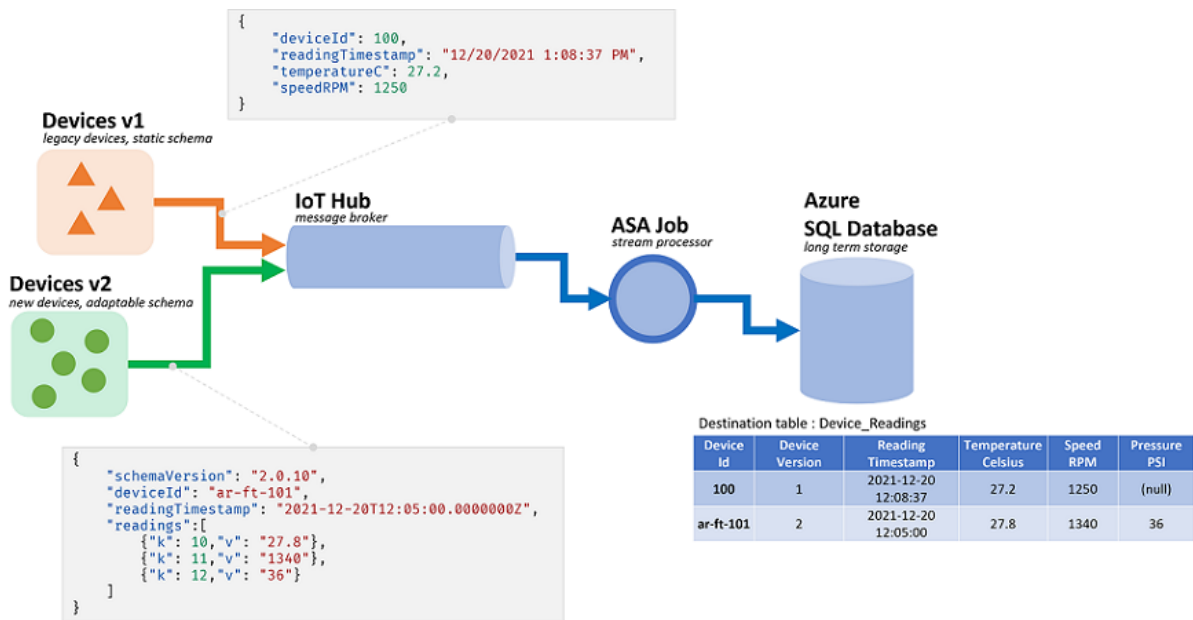 {
    "deviceId": 100,
    "readingTimestamp": "12/20/2021 1:08:37 PM",
    "temperatureC": 27.2,
    "speedRPM": 1250
}
Devices v1
legacy devices, static schema
IoT Hub
message broker
ASA Job
stream processor
Azure
SQL Database
long term storage
Devices v2
new devices, adaptable schema
{
    "schemaVersion": "2.0.10",
    "deviceId": "ar-ft-101",
    "readingTimestamp": "2021-12-20T12:05:00.0000000Z",
    "readings":[
        {"k": 10,"v": "27.8"},
        {"k": 11,"v": "1340"},
        {"k": 12,"v": "36"}
    ]
}
Destination table : Device_Readings
Device Id	Device Version	Reading Timestamp	Temperature Celsius	Speed RPM	Pressure PSI
100	1	2021-12-20 12:08:37	27.2	1250	(null)
ar-ft-101	2	2021-12-20 12:05:00	27.8	1340	36